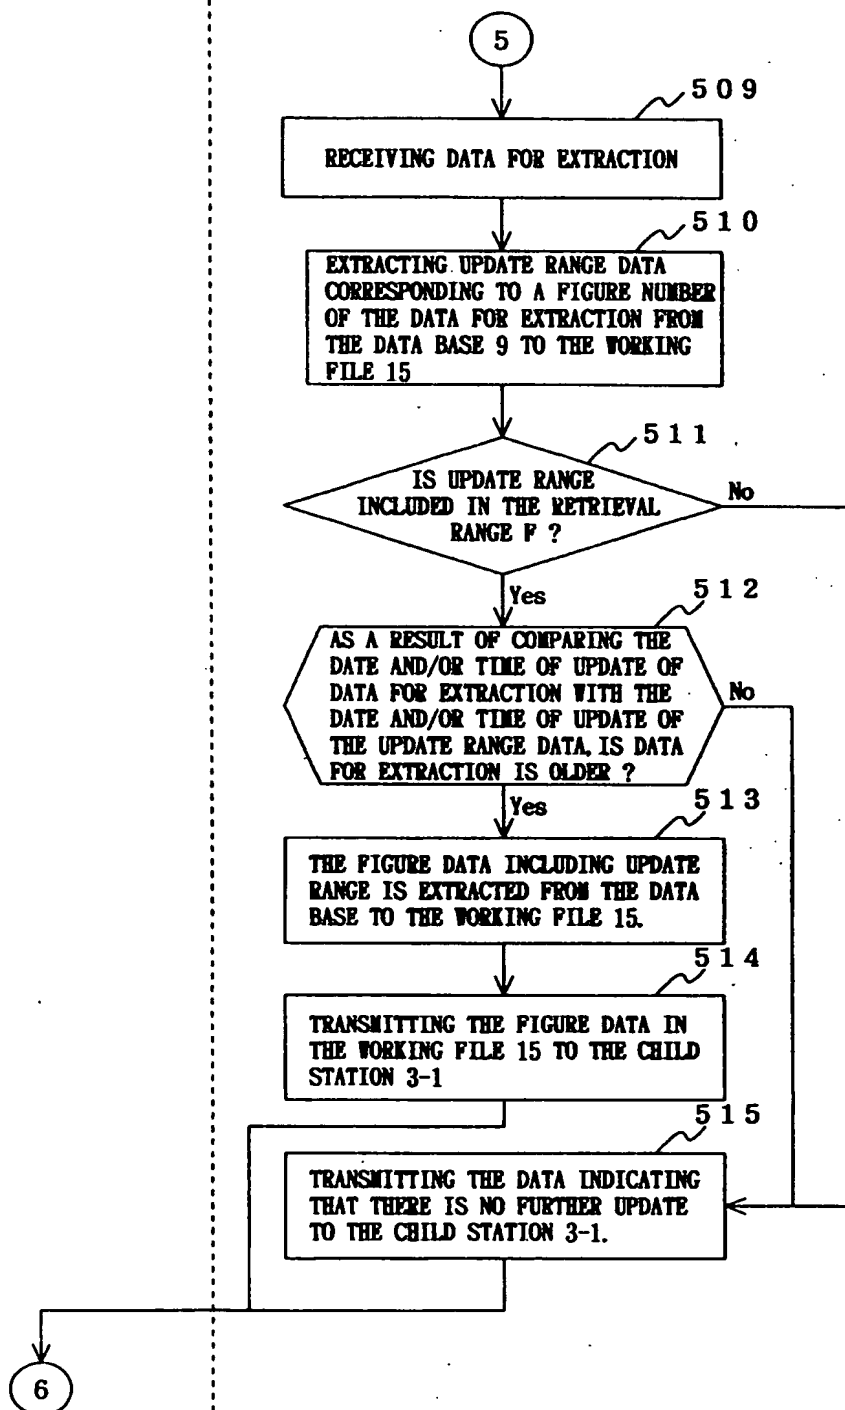 5
509
RECEIVING DATA FOR EXTRACTION
510
EXTRACTING UPDATE RANGE DATA
CORRESPONDING TO A FIGURE NUMBER
OF THE DATA FOR EXTRACTION FROM
THE DATA BASE 9 TO THE WORKING
FILE 15
511
IS UPDATE RANGE
INCLUDED IN THE RETRIEVAL
RANGE F ?
No
Yes
512
AS A RESULT OF COMPARING THE
DATE AND/OR TIME OF UPDATE OF
DATA FOR EXTRACTION WITH THE
DATE AND/OR TIME OF UPDATE OF
THE UPDATE RANGE DATA, IS DATA
FOR EXTRACTION IS OLDER ?
No
Yes
513
THE FIGURE DATA INCLUDING UPDATE
RANGE IS EXTRACTED FROM THE DATA
BASE TO THE WORKING FILE 15.
514
TRANSMITTING THE FIGURE DATA IN
THE WORKING FILE 15 TO THE CHILD
STATION 3-1
515
TRANSMITTING THE DATA INDICATING
THAT THERE IS NO FURTHER UPDATE
TO THE CHILD STATION 3-1.
6